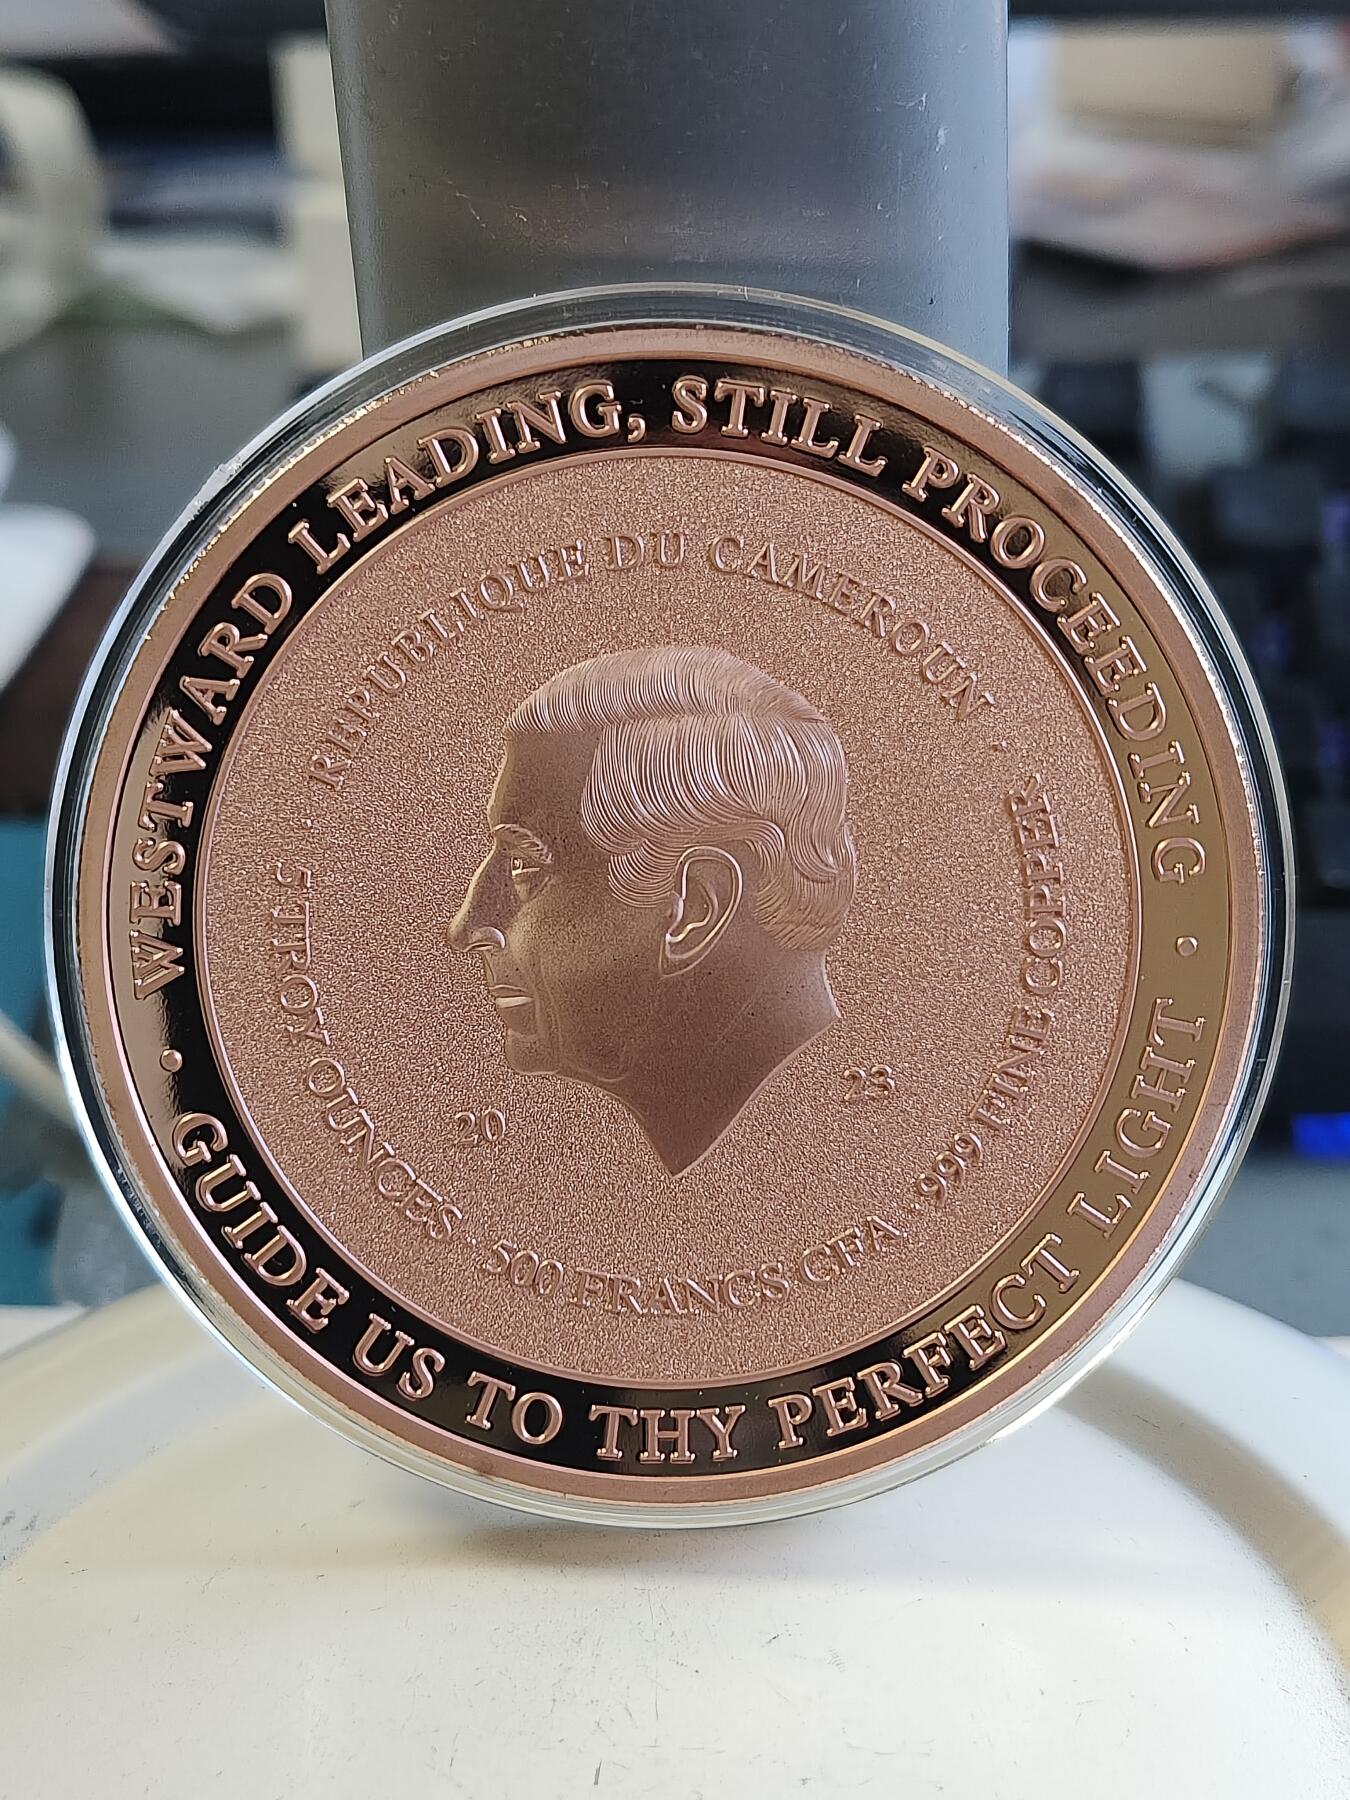 WESTWARD LEADING, STILL PROCEEDING
· GUIDE US TO THY PERFECT LIGHT ·
REPUBLIQUE DU CAMEROUN
· 5 TROY OUNCES · 500 FRANCS CFA · 999 FINE COPPER ·
20 23